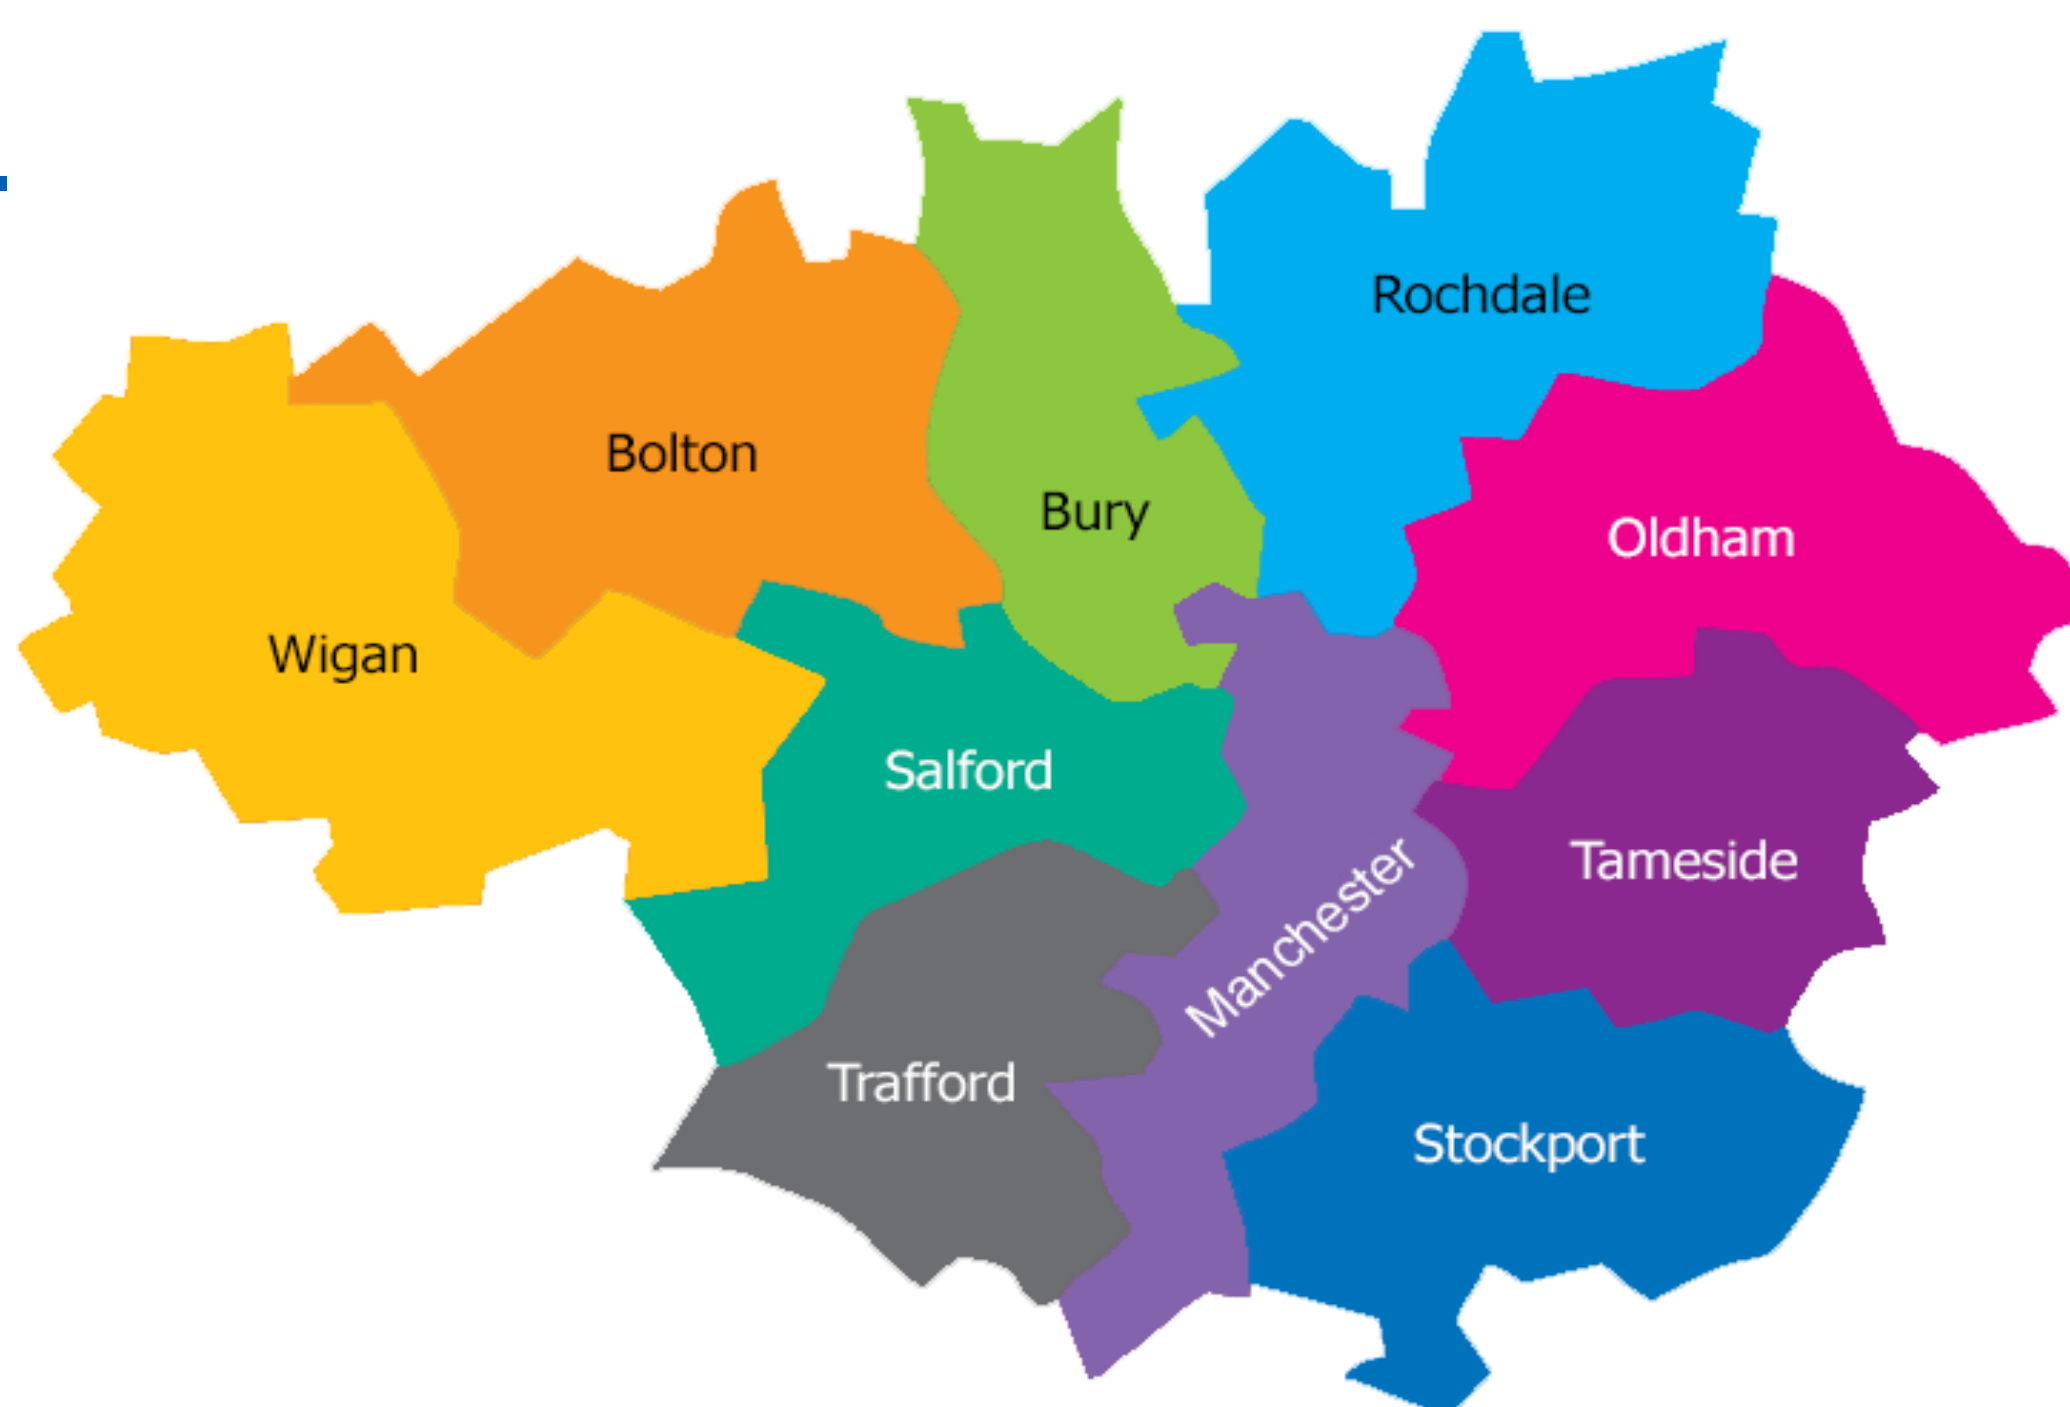 Rochdale
Bolton
Bury
Oldham
Wigan
Salford
Tameside
Manchester
Trafford
Stockport